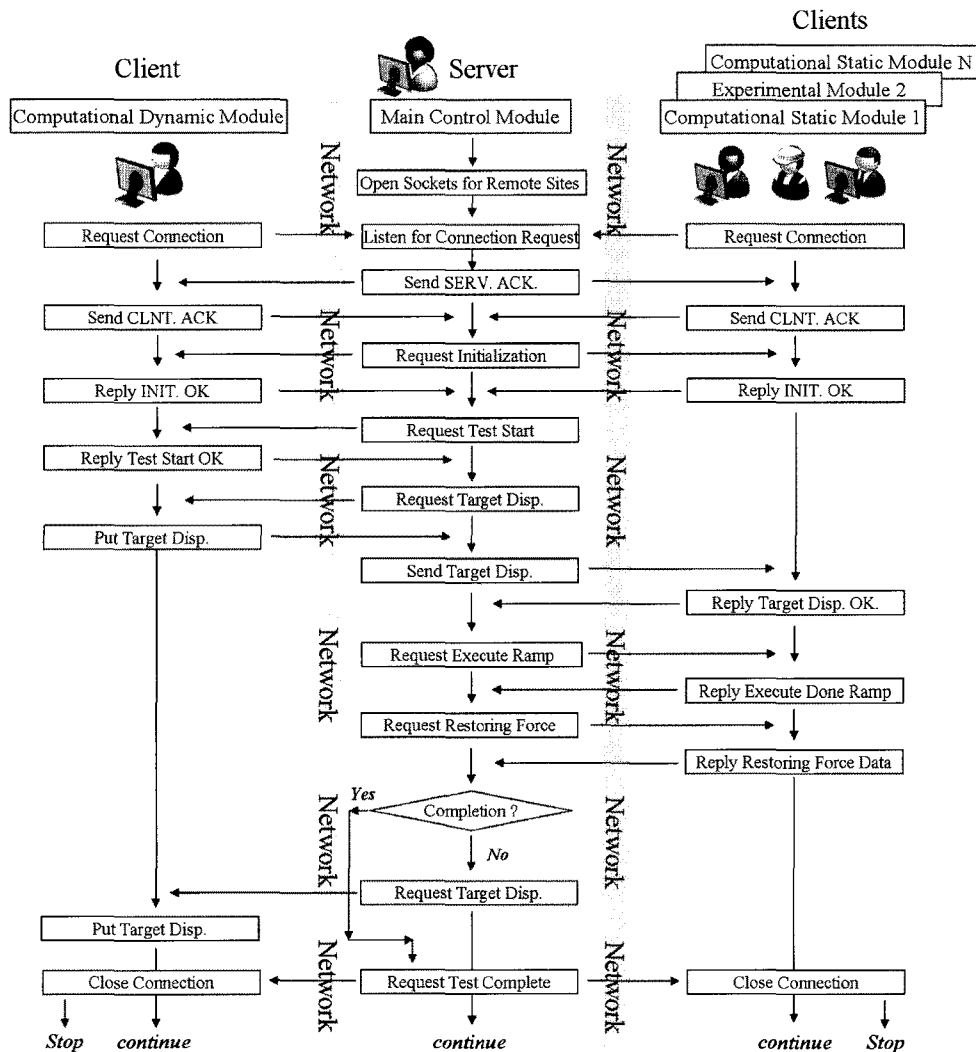 Clients
Client
Server
Computational Static Module N
Experimental Module 2
Computational Dynamic Module
Main Control Module
Computational Static Module 1
Network
Network
Open Sockets for Remote Sites
Request Connection
Listen for Connection Request
Request Connection
Send SERV. ACK.
Send CLNT. ACK
Send CLNT. ACK
Network
Network
Request Initialization
Reply INIT. OK
Reply INIT. OK
Request Test Start
Reply Test Start OK
Network
Network
Request Target Disp.
Put Target Disp.
Send Target Disp.
Reply Target Disp. OK.
Network
Network
Request Execute Ramp
Reply Execute Done Ramp
Request Restoring Force
Reply Restoring Force Data
Yes
Completion ?
Network
Network
No
Request Target Disp.
Put Target Disp.
Network
Network
Close Connection
Request Test Complete
Close Connection
Stop
continue
continue
continue
Stop